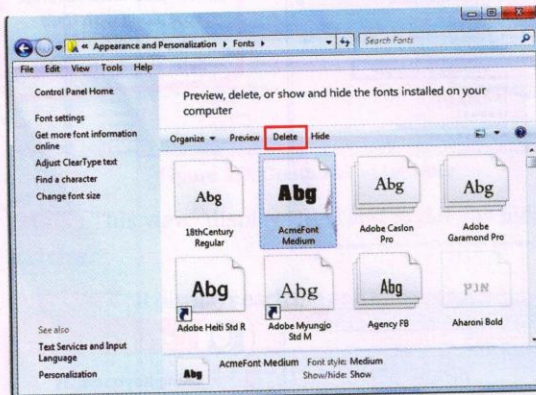 « Appearance and Personalization ▸ Fonts ▸
Search Fonts
File Edit View Tools Help
Control Panel Home
Font settings
Get more font information
online
Adjust ClearType text
Find a character
Change font size
See also
Text Services and Input
Language
Personalization
Preview, delete, or show and hide the fonts installed on your
computer
Organize Preview Delete Hide
Abg
18thCentury
Regular
Abg
AcmeFont
Medium
Abg
Adobe Caslon
Pro
Abg
Adobe
Garamond Pro
Abg
Adobe Heiti Std R
Abg
Adobe Myungjo
Std M
Abg
Agency FB
אנק
Aharoni Bold
Abg
AcmeFont Medium Font style: Medium
Show/hide: Show